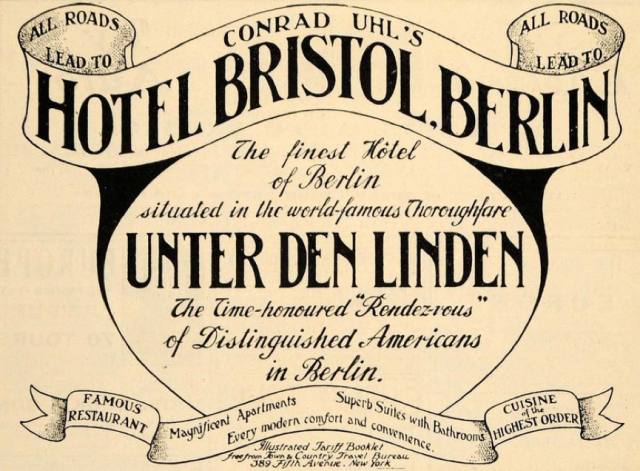 ALL ROADS
LEAD TO
CONRAD UHL'S
ALL ROADS
LEAD TO
HOTEL BRISTOL, BERLIN
The finest Hôtel
of Berlin
situated in the world-famous Thoroughfare
UNTER DEN LINDEN
The Time-honoured "Rendez-vous"
of Distinguished Americans
in Berlin.
FAMOUS
RESTAURANT
Magnificent Apartments Superb Suites with Bathrooms
Every modern comfort and convenience.
CUISINE
of the
HIGHEST ORDER
Illustrated Tariff Booklet
free from Town & Country Travel Bureau
389 Fifth Avenue. New York